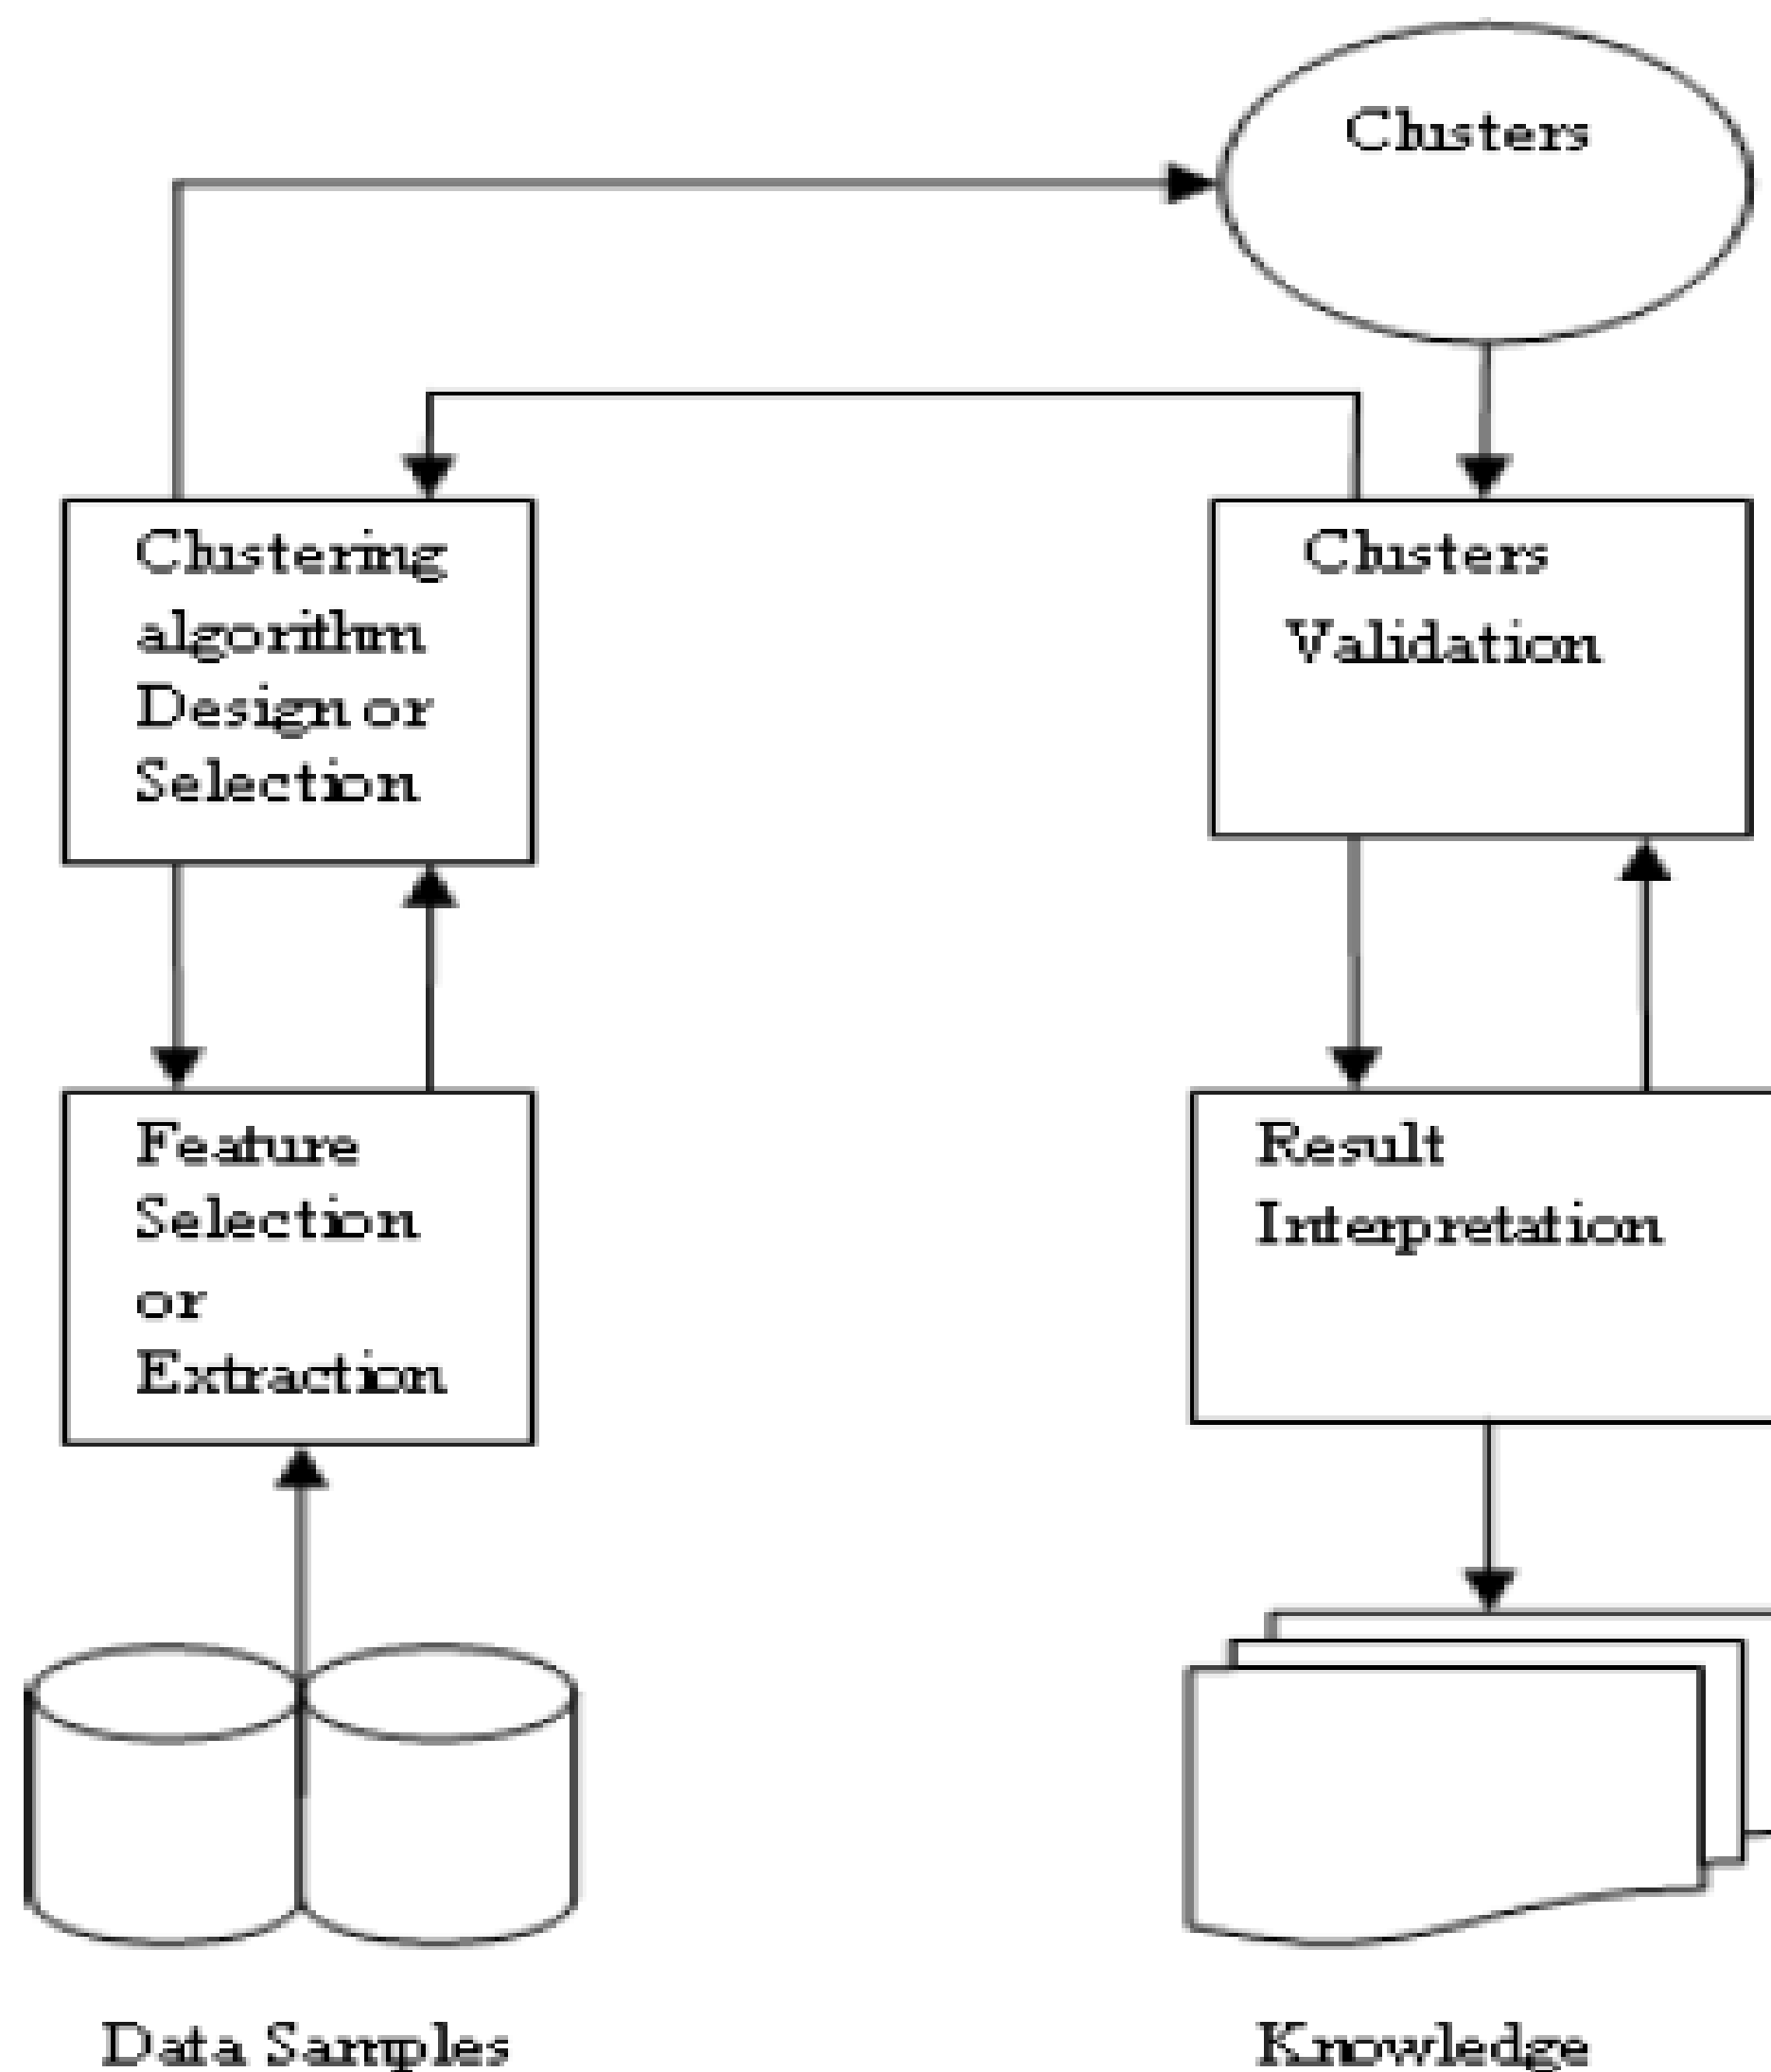 Clusters
Clustering
algorithm
Design or
Selection
Clusters
Validation
Feature
Selection
or
Extraction
Result
Interpretation
Data Samples
Knowledge